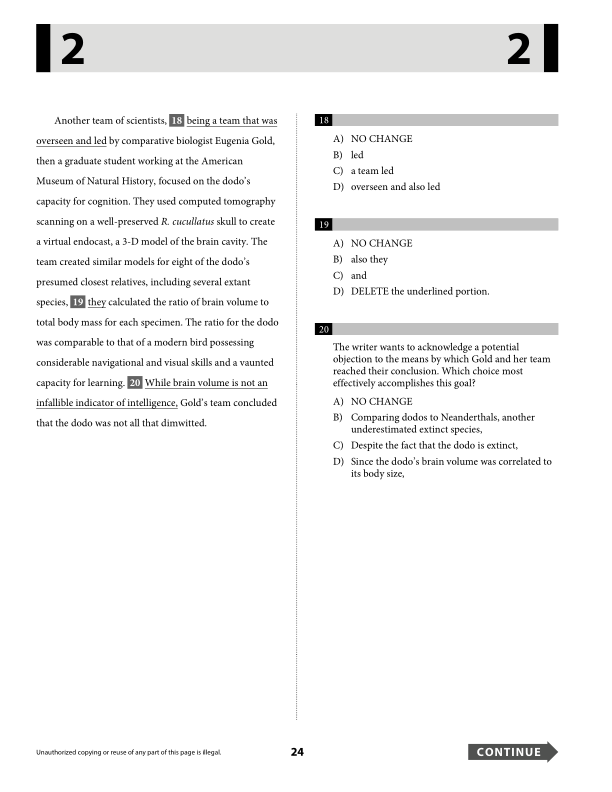 2
2
Another team of scientists, 18 being a team that was
overseen and led by comparative biologist Eugenia Gold,
then a graduate student working at the American
Museum of Natural History, focused on the dodo’s
capacity for cognition. They used computed tomography
scanning on a well-preserved R. cucullatus skull to create
a virtual endocast, a 3-D model of the brain cavity. The
team created similar models for eight of the dodo’s
presumed closest relatives, including several extant
species, 19 they calculated the ratio of brain volume to
total body mass for each specimen. The ratio for the dodo
was comparable to that of a modern bird possessing
considerable navigational and visual skills and a vaunted
capacity for learning. 20 While brain volume is not an
infallible indicator of intelligence, Gold’s team concluded
that the dodo was not all that dimwitted.
18
A) NO CHANGE
B) led
C) a team led
D) overseen and also led
19
A) NO CHANGE
B) also they
C) and
D) DELETE the underlined portion.
20
The writer wants to acknowledge a potential
objection to the means by which Gold and her team
reached their conclusion. Which choice most
effectively accomplishes this goal?
A) NO CHANGE
B) Comparing dodos to Neanderthals, another
underestimated extinct species,
C) Despite the fact that the dodo is extinct,
D) Since the dodo’s brain volume was correlated to
its body size,
Unauthorized copying or reuse of any part of this page is illegal.
24
CONTINUE